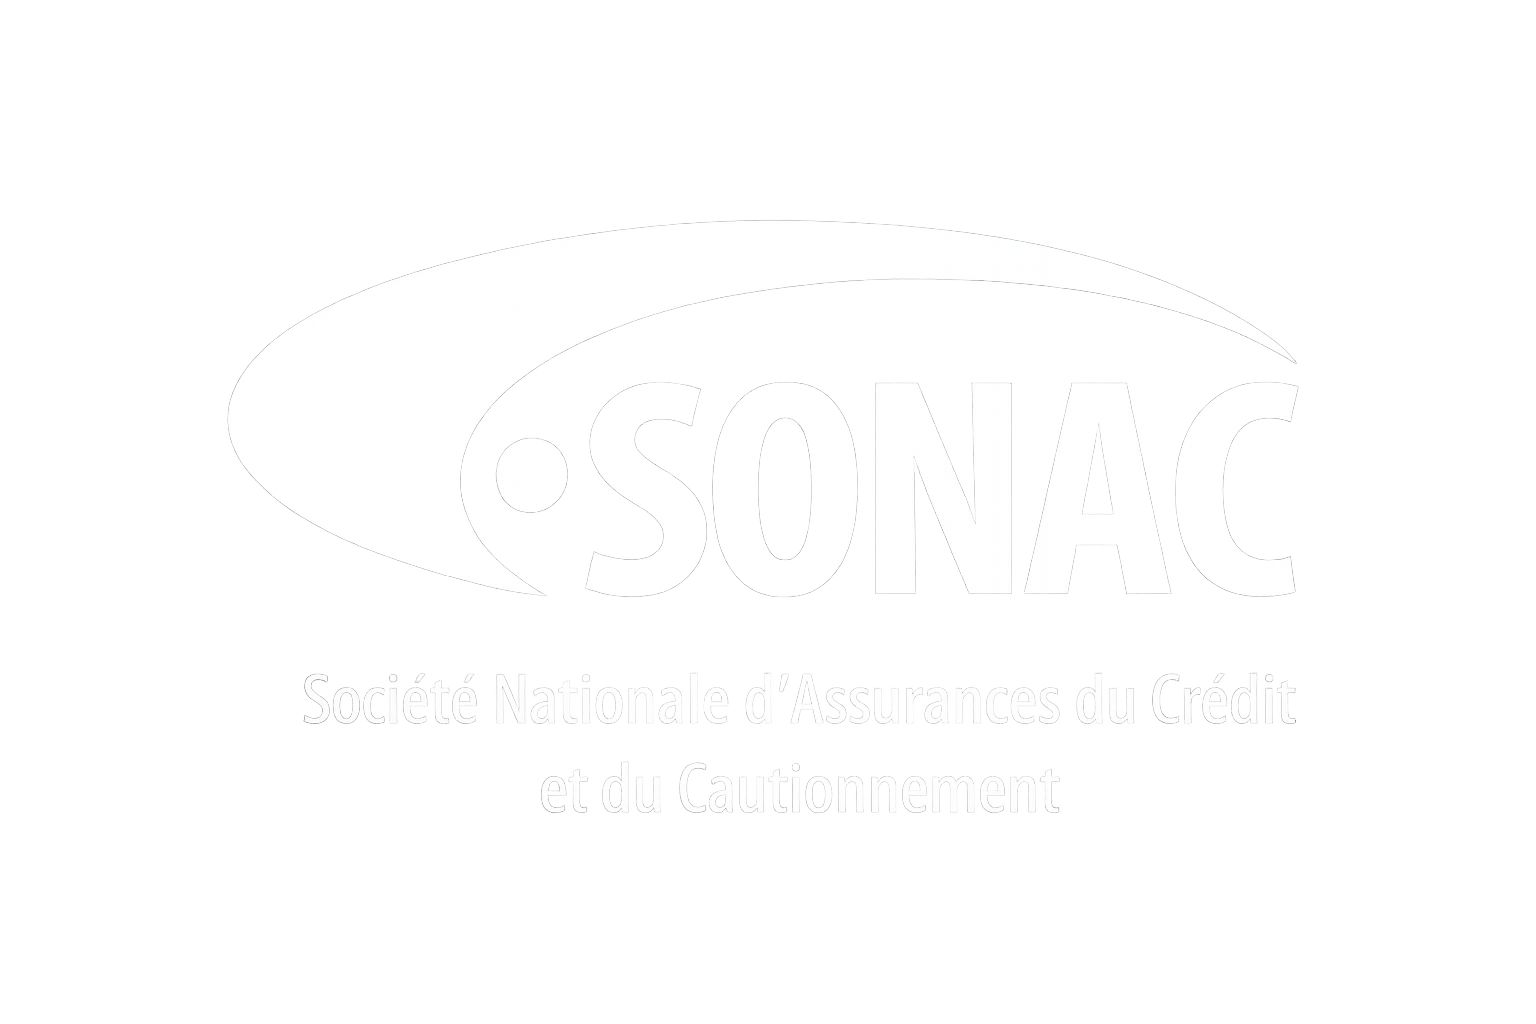 SONAC
Société Nationale d'Assurances du Crédit
et du Cautionnement